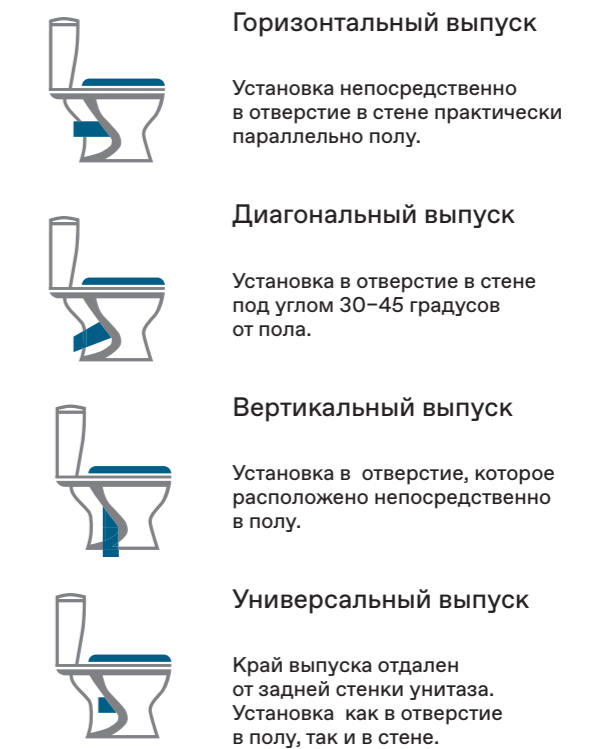 Горизонтальный выпуск
Установка непосредственно
в отверстие в стене практически
параллельно полу.
Диагональный выпуск
Установка в отверстие в стене
под углом 30–45 градусов
от пола.
Вертикальный выпуск
Установка в отверстие, которое
расположено непосредственно
в полу.
Универсальный выпуск
Край выпуска отдален
от задней стенки унитаза.
Установка как в отверстие
в полу, так и в стене.